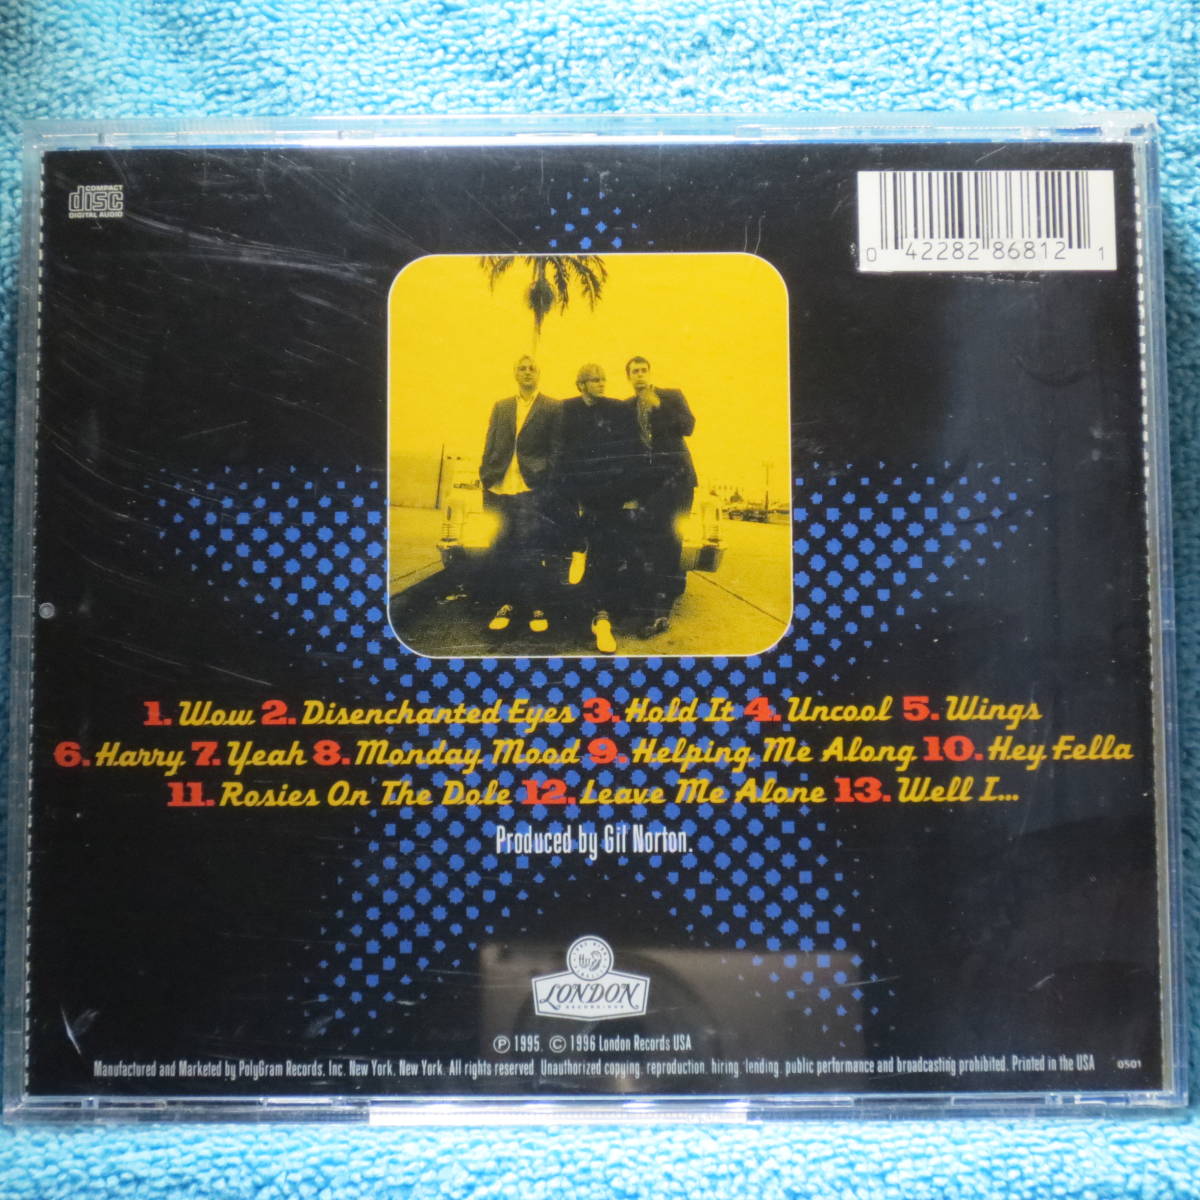 COMPACT
disc
DIGITAL AUDIO
0 42282 86812 1
1. Wow 2. Disenchanted Eyes 3. Hold It 4. Uncool 5. Wings
6. Harry 7. Yeah 8. Monday Mood 9. Helping Me Along 10. Hey Fella
11. Rosies On The Dole 12. Leave Me Alone 13. Well I...
Produced by Gil Norton.
LONDON
RECORDINGS
℗ 1995. © 1996 London Records USA
Manufactured and Marketed by PolyGram Records, Inc. New York, New York. All rights reserved. Unauthorized copying, reproduction, hiring, lending, public performance and broadcasting prohibited. Printed in the USA
0501